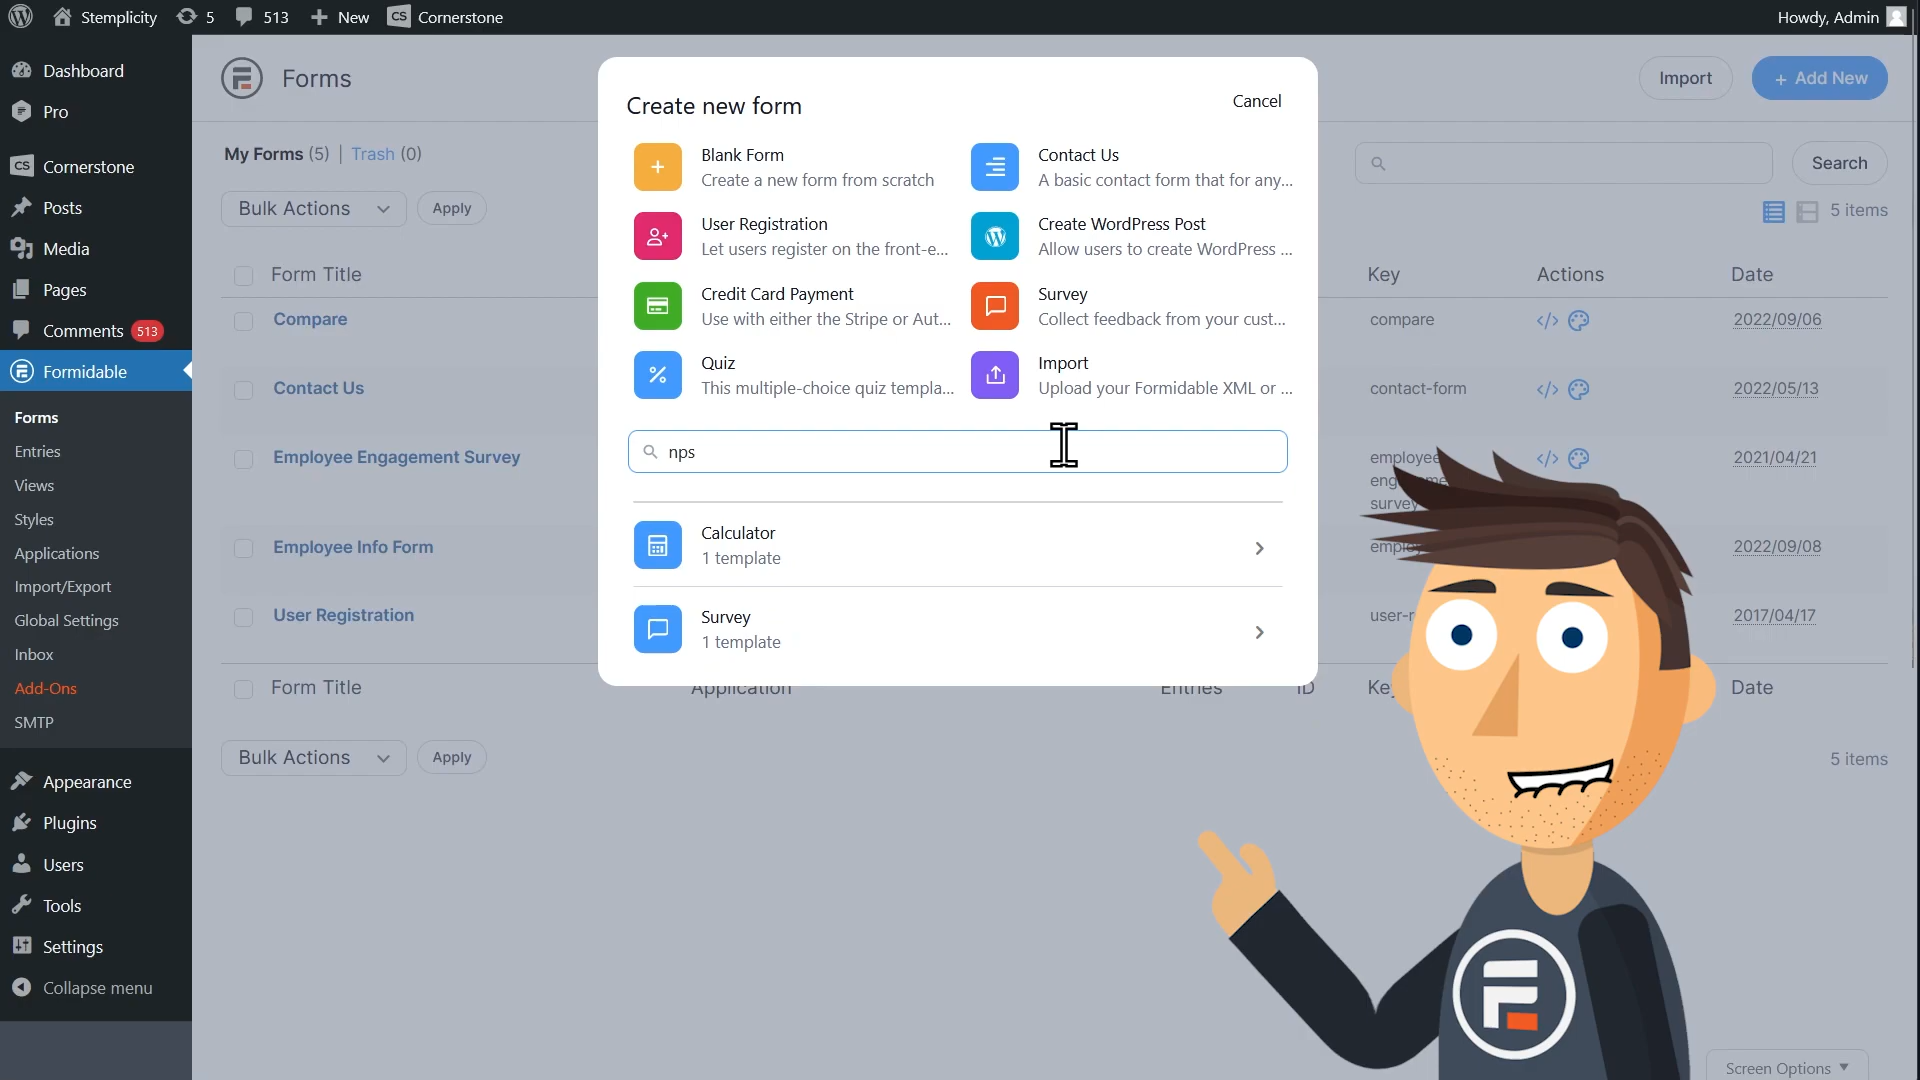 Stemplicity 5 513 New CS Cornerstone Howdy, Admin
Dashboard
Pro
CS Cornerstone
Posts
Media
Pages
Comments 513
Formidable
Forms
Entries
Views
Styles
Applications
Import/Export
Global Settings
Inbox
Add-Ons
SMTP
Appearance
Plugins
Users
Tools
Settings
Collapse menu
Forms
Import
+ Add New
My Forms (5) | Trash (0)
Search
Bulk Actions
Apply
5 items
Form Title
Key
Actions
Date
Compare
compare
</>
2022/09/06
Contact Us
contact-form
</>
2022/05/13
Employee Engagement Survey
employee
survey
</>
2021/04/21
Employee Info Form
2022/09/08
User Registration
2017/04/17
Form Title
Application
Entries
ID
Date
Bulk Actions
Apply
5 items
Screen Options
Create new form
Cancel
Blank Form
Create a new form from scratch
Contact Us
A basic contact form that for any...
User Registration
Let users register on the front-e...
Create WordPress Post
Allow users to create WordPress ...
Credit Card Payment
Use with either the Stripe or Aut...
Survey
Collect feedback from your cust...
Quiz
This multiple-choice quiz templa...
Import
Upload your Formidable XML or ...
nps
Calculator
1 template
Survey
1 template